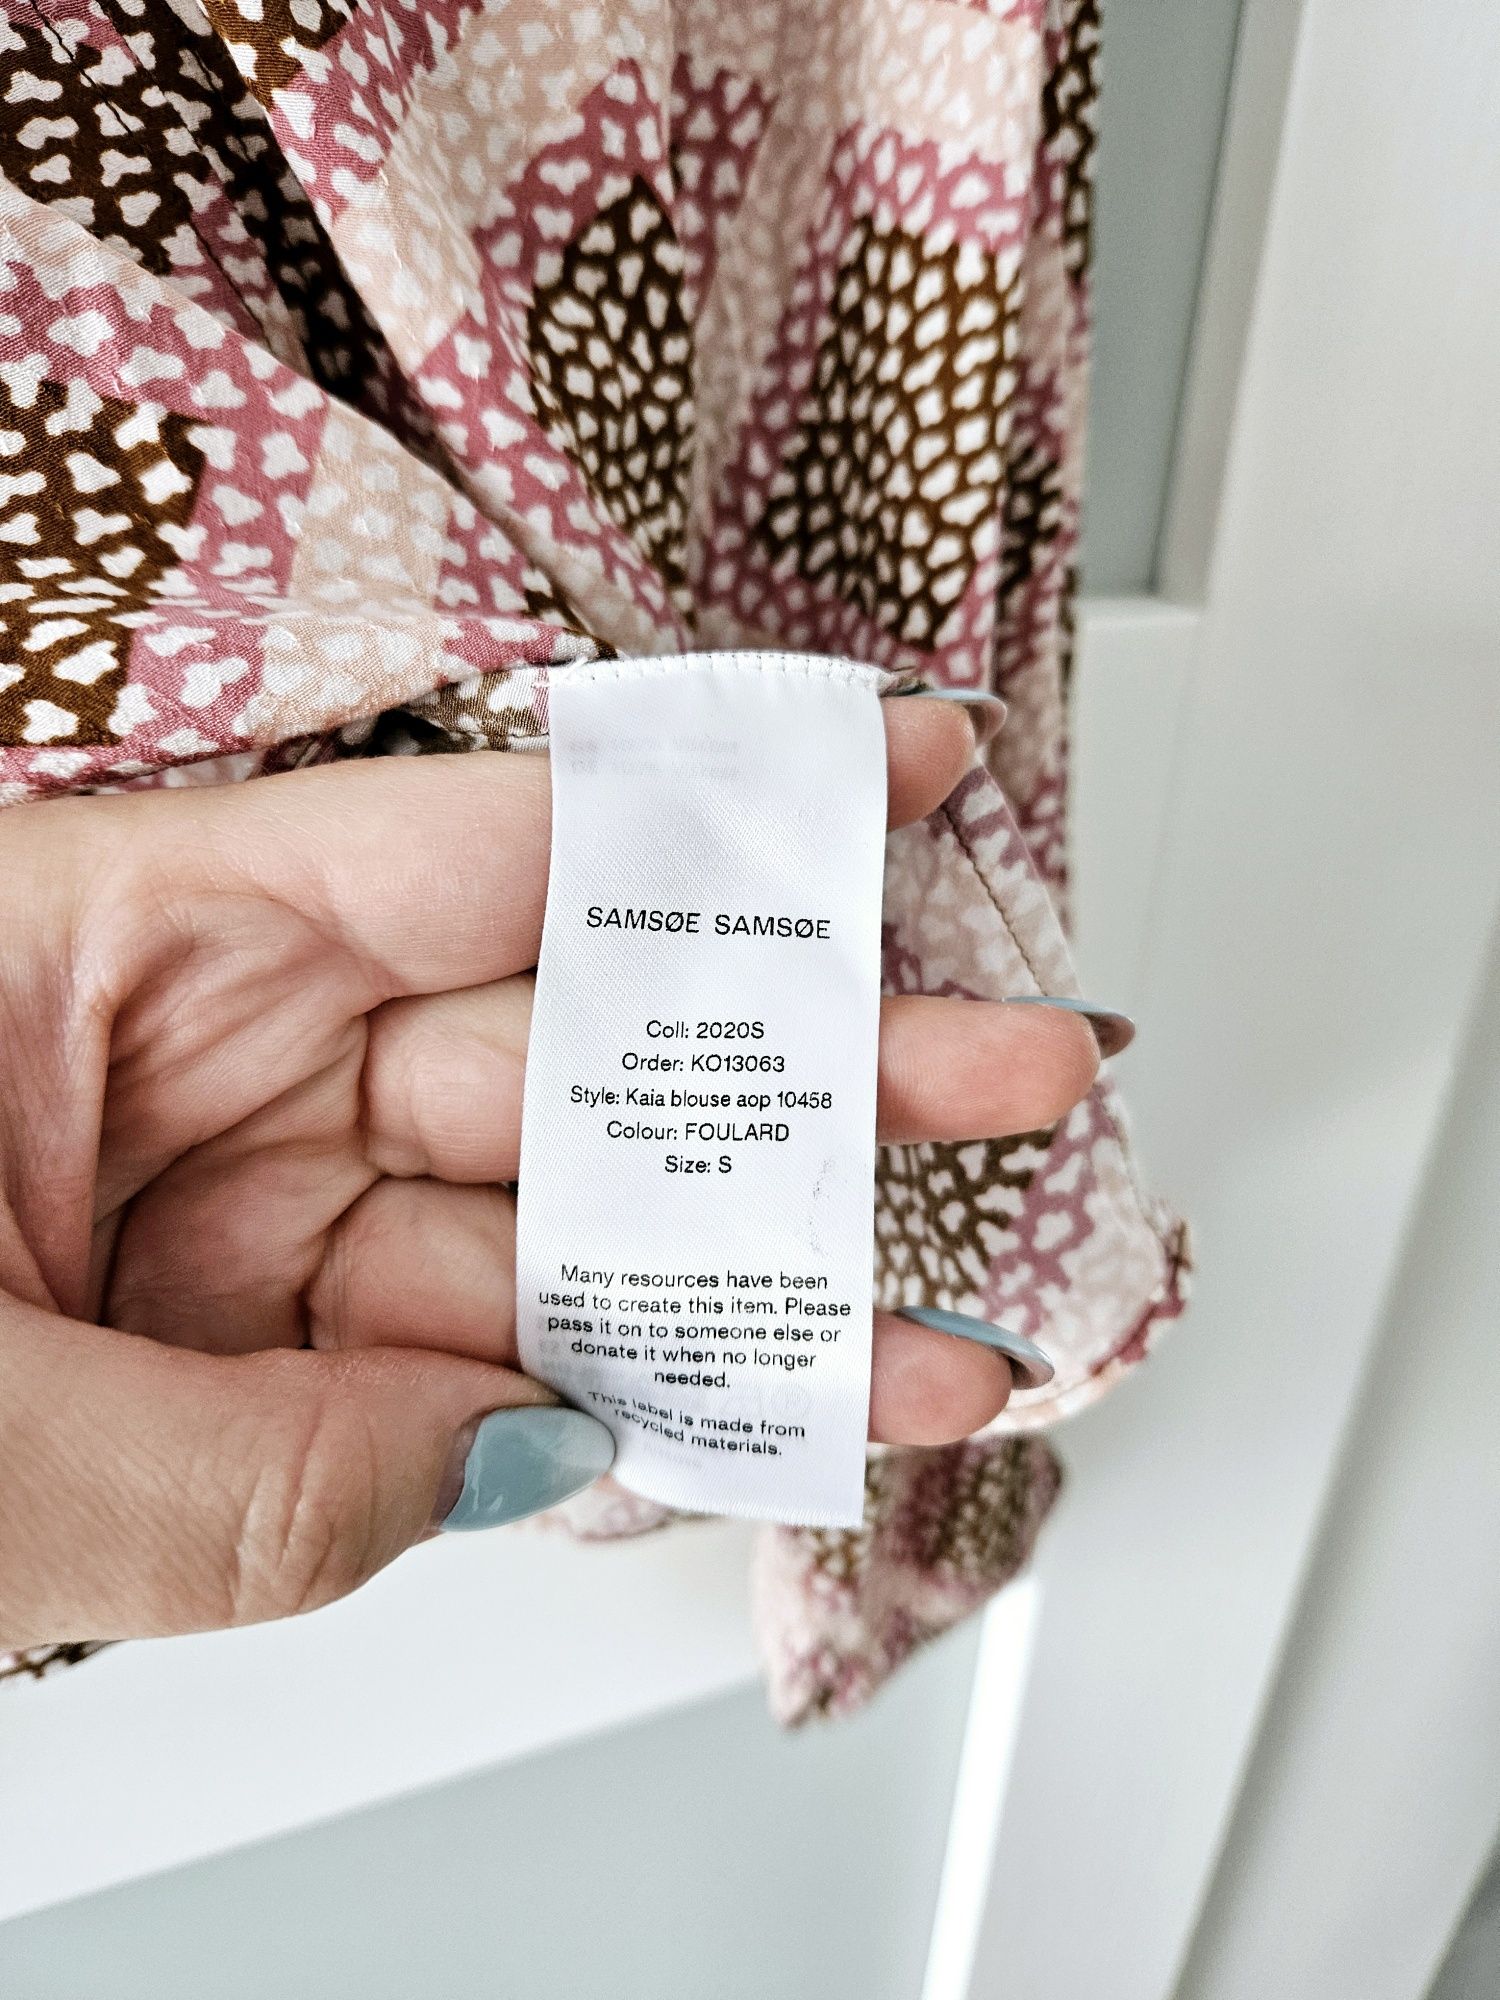 SAMSØE SAMSØE
Coll: 2020S
Order: KO13063
Style: Kaia blouse aop 10458
Colour: FOULARD
Size: S
Many resources have been
used to create this item. Please
pass it on to someone else or
donate it when no longer
needed.
This label is made from
recycled materials.